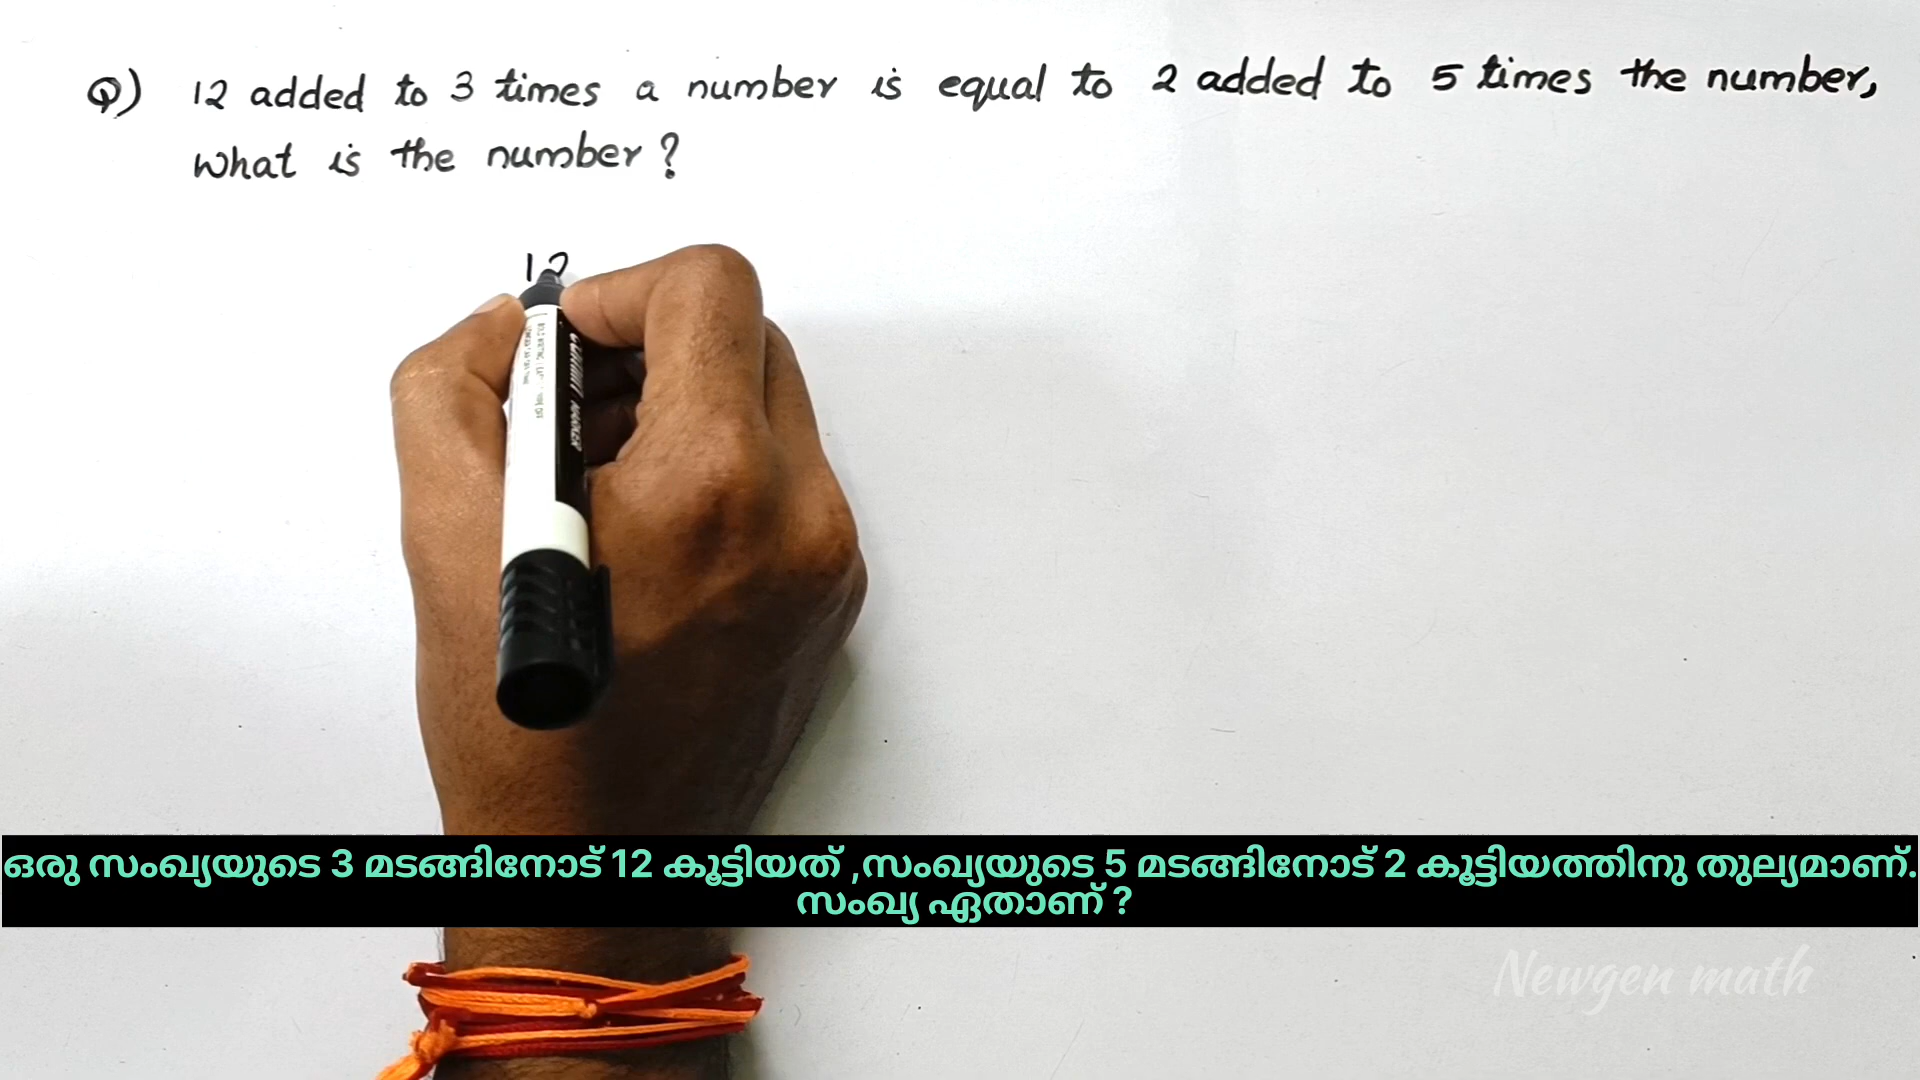 Q) 12 added to 3 times a number is equal to 2 added to 5 times the number,
What is the number?
12
ഒരു സംഖ്യയുടെ 3 മടങ്ങിനോട് 12 കൂട്ടിയത് ,സംഖ്യയുടെ 5 മടങ്ങിനോട് 2 കൂട്ടിയത്തിനു തുല്യമാണ്.
സംഖ്യ ഏതാണ് ?
Newgen math